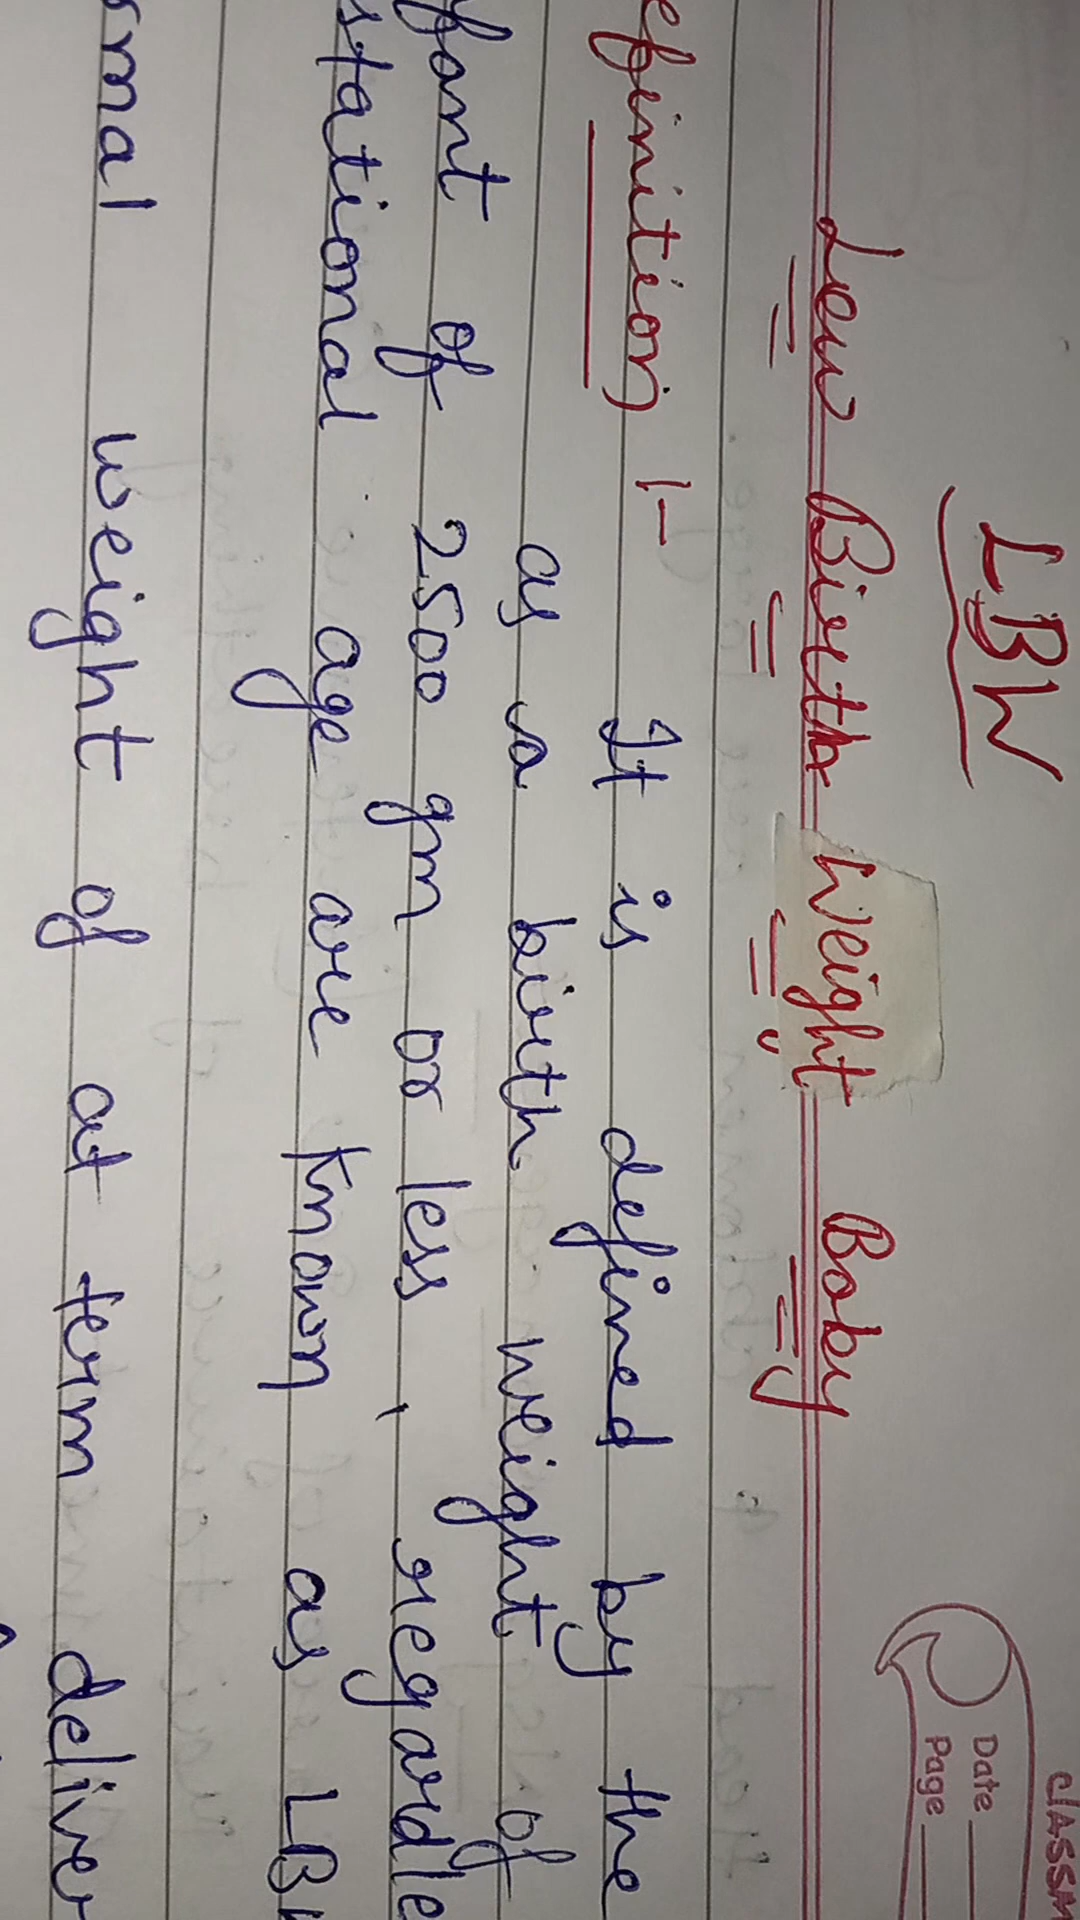 CLASSM
Date
Page
LBW
Low Birth Weight Baby
efinition :-
It is defined by the
as a birth weight of
fant of 2500 gm or less, regardle
stational age are known as LBW
rmal weight of at term deliver